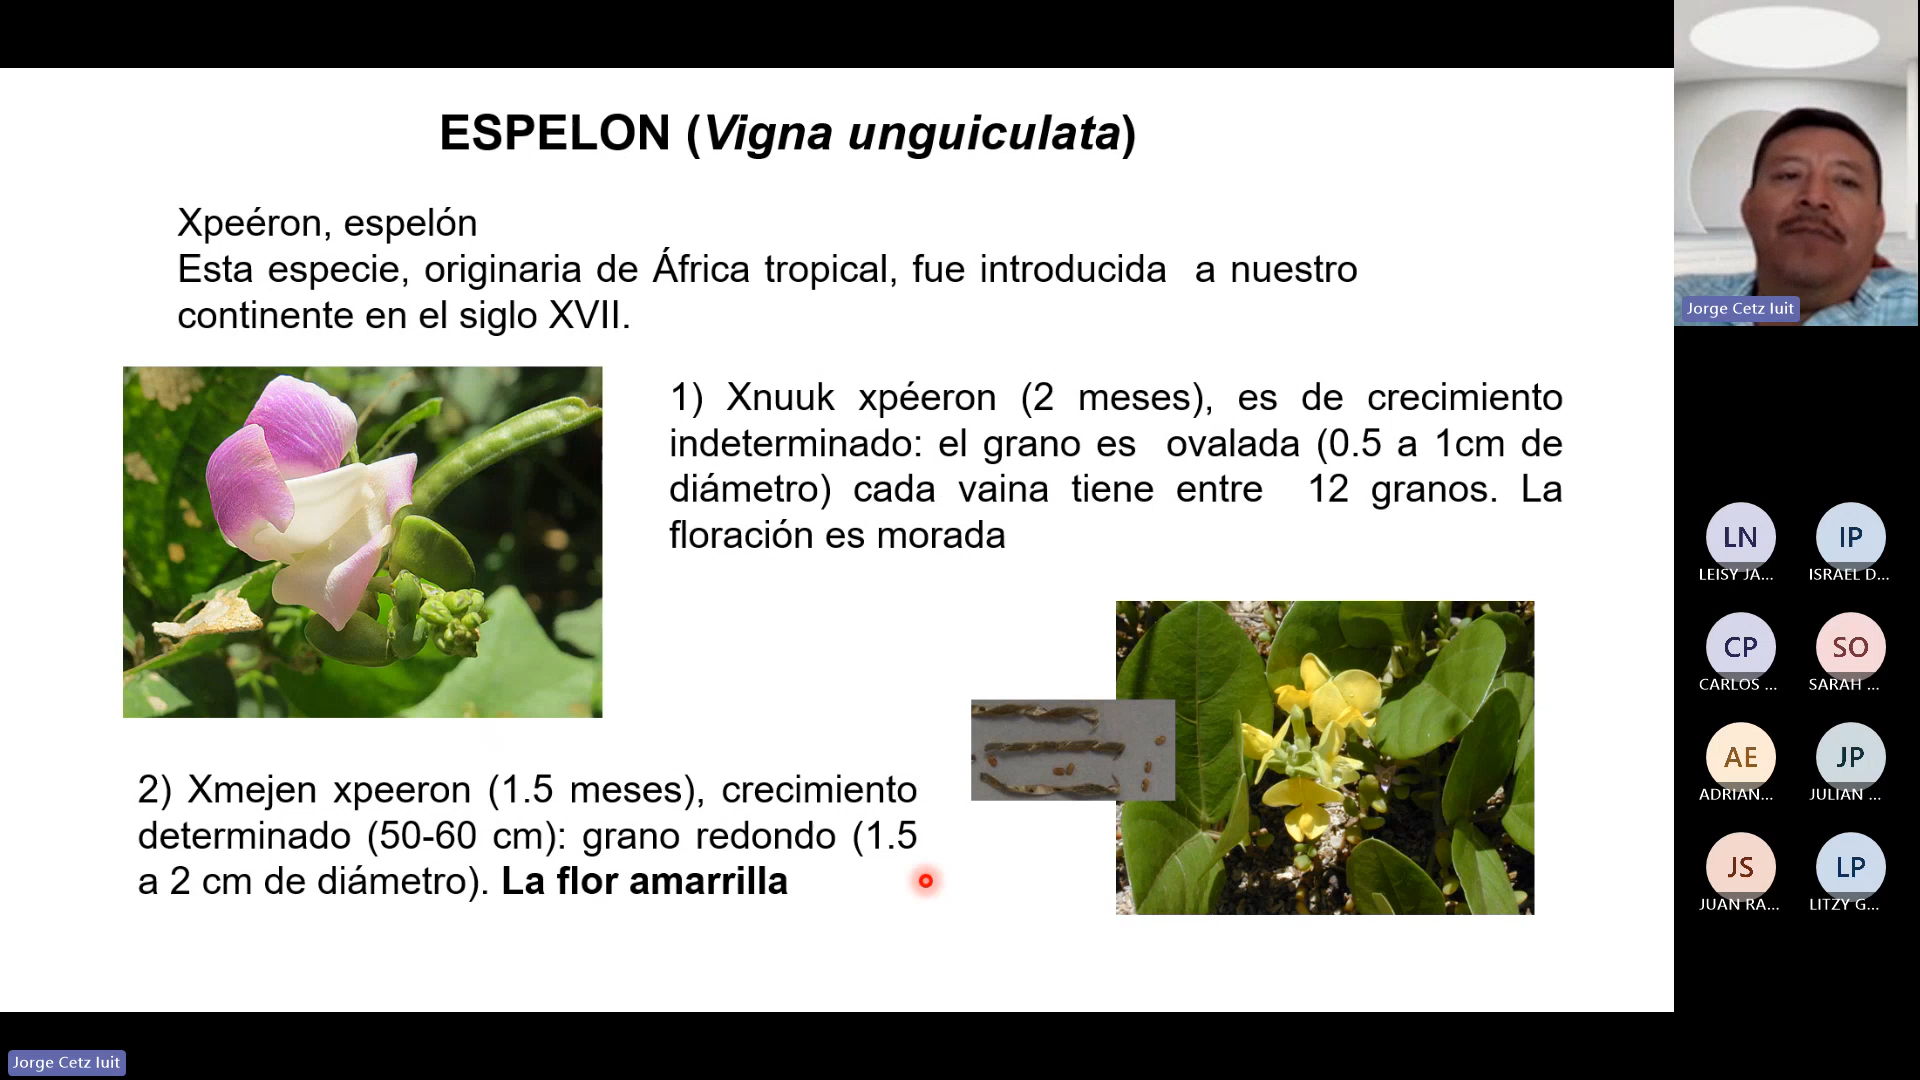 ESPELON (Vigna unguiculata)
Xpeéron, espelón
Esta especie, originaria de África tropical, fue introducida a nuestro
continente en el siglo XVII.
1) Xnuuk xpéeron (2 meses), es de crecimiento
indeterminado: el grano es ovalada (0.5 a 1cm de
diámetro) cada vaina tiene entre 12 granos. La
floración es morada
2) Xmejen xpeeron (1.5 meses), crecimiento
determinado (50-60 cm): grano redondo (1.5
a 2 cm de diámetro). La flor amarrilla
Jorge Cetz Iuit
LN
LEISY JA...
IP
ISRAEL D...
CP
CARLOS ...
SO
SARAH ...
AE
ADRIAN...
JP
JULIAN ...
JS
JUAN RA...
LP
LITZY G...
Jorge Cetz Iuit